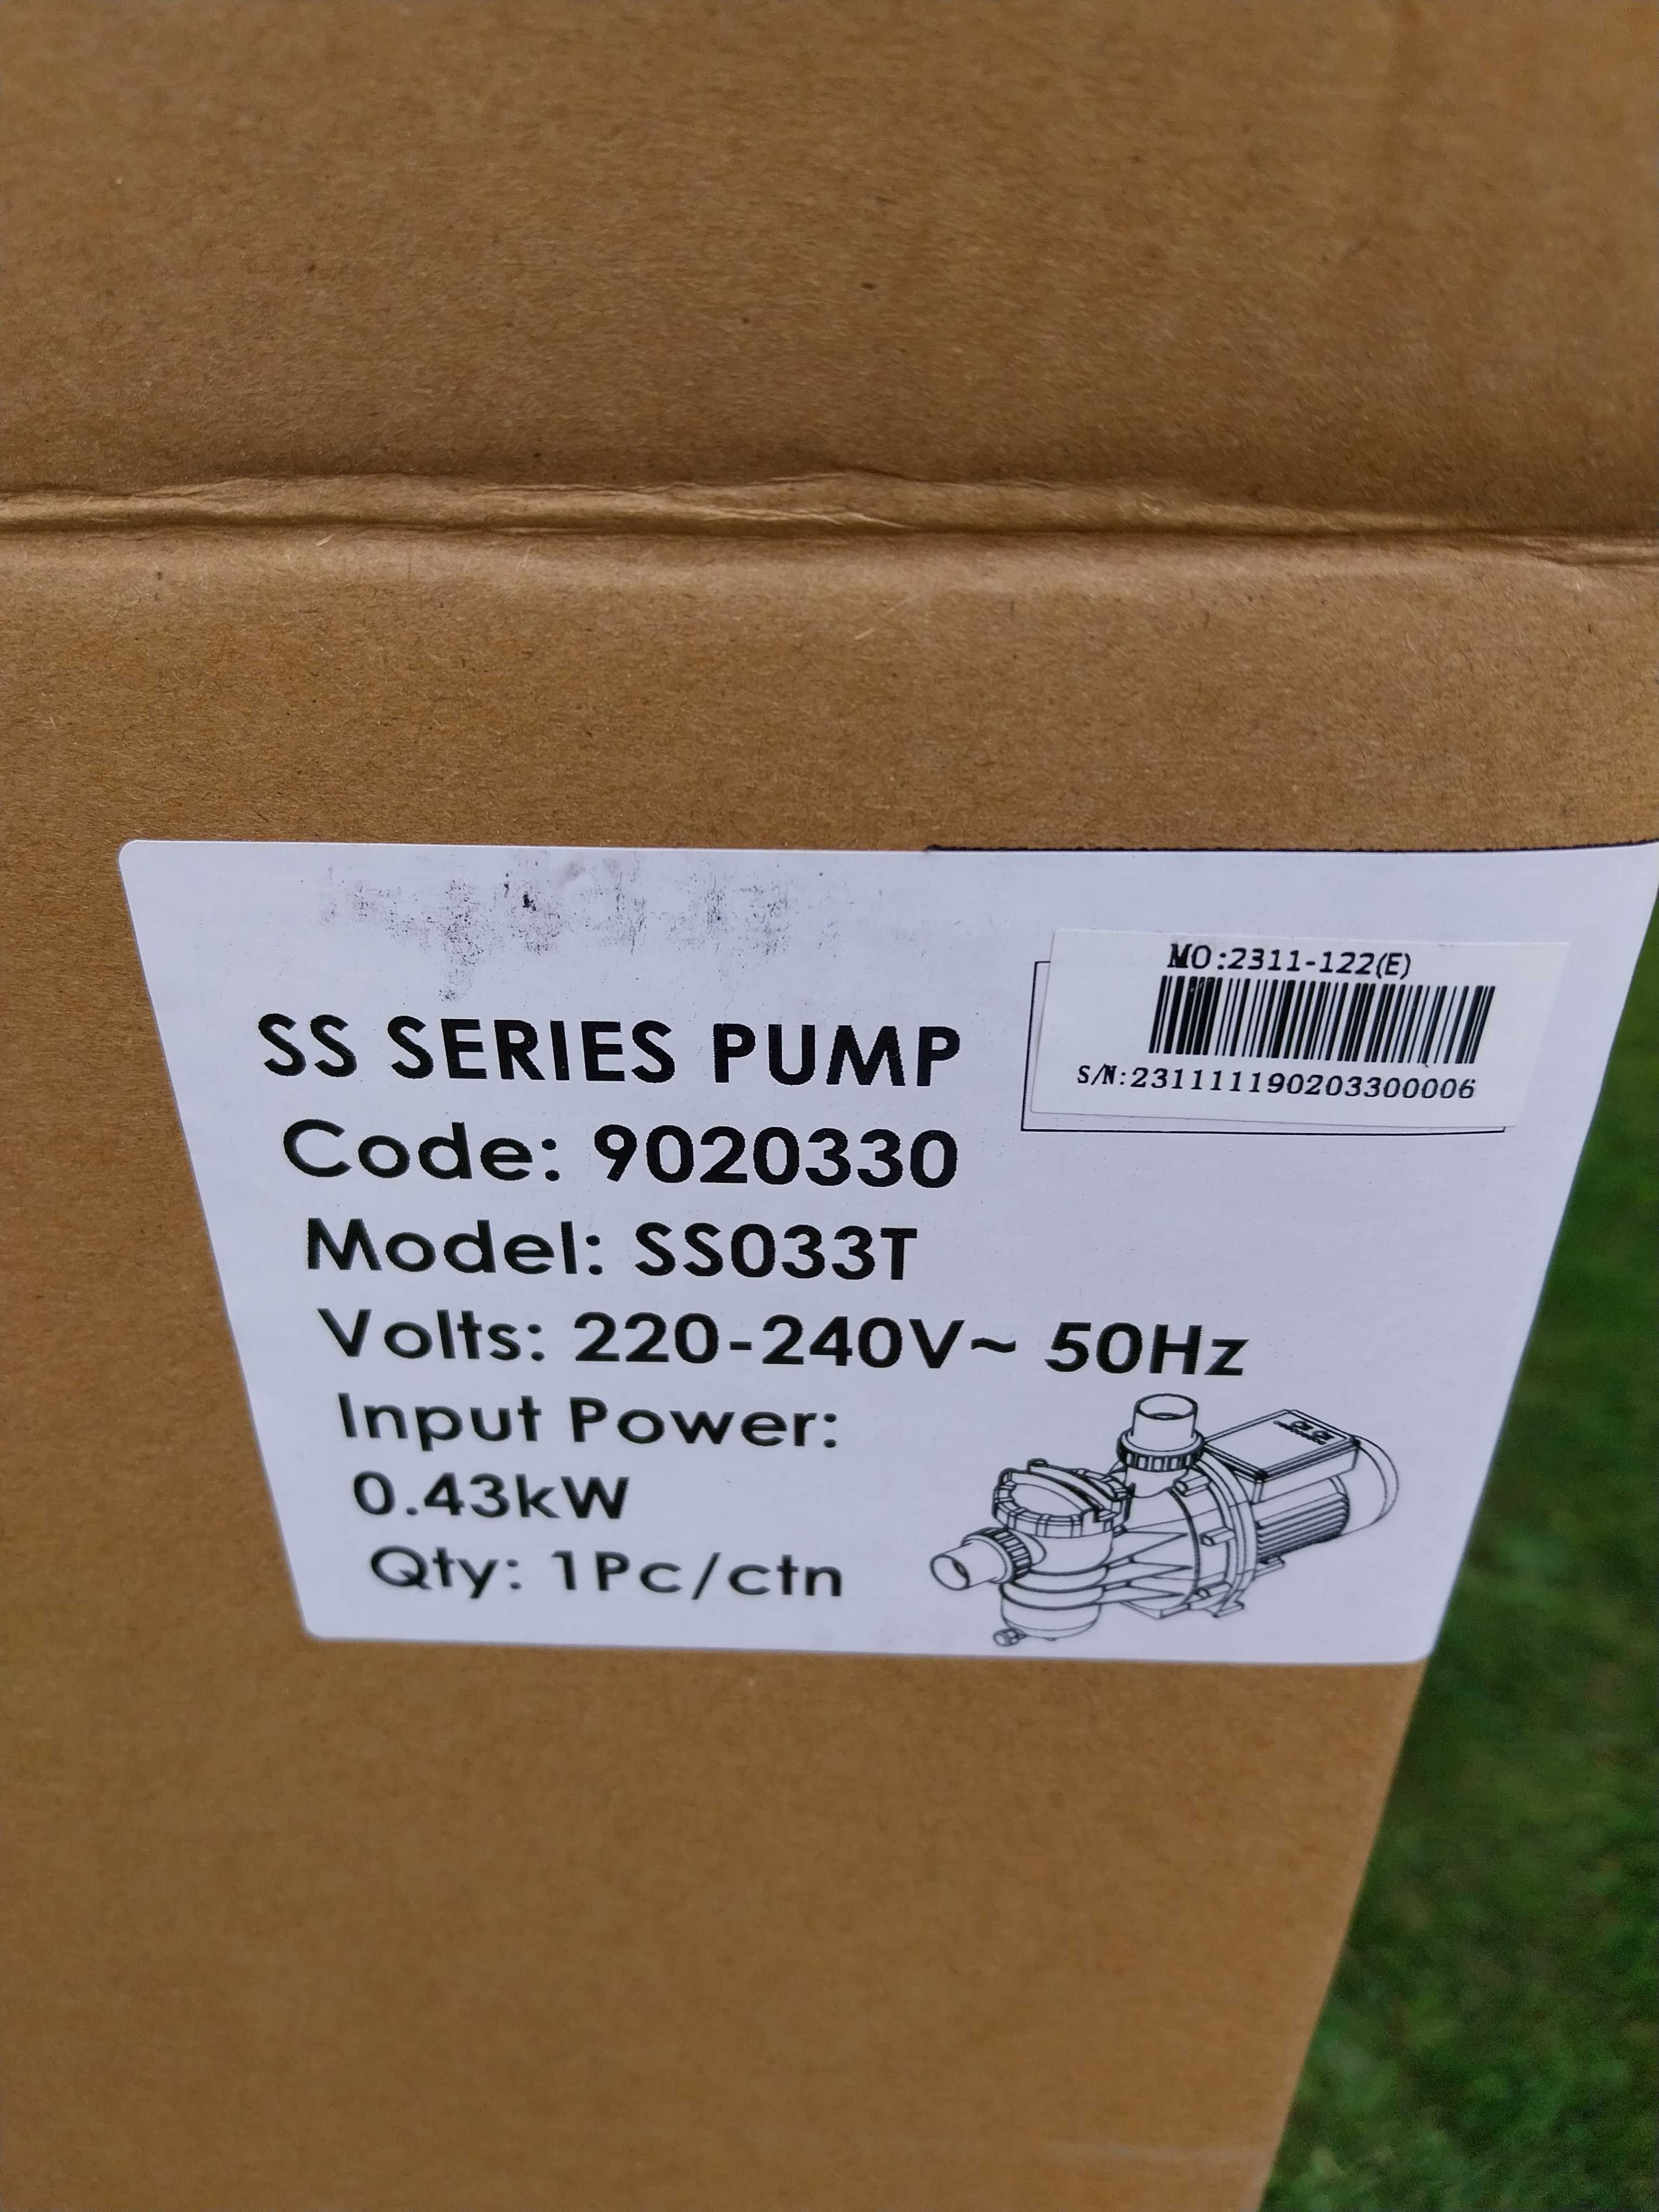 MO:2311-122(E)
S/N:231111190203300006
SS SERIES PUMP
Code: 9020330
Model: SS033T
Volts: 220-240V~ 50Hz
Input Power:
0.43kW
Qty: 1Pc/ctn